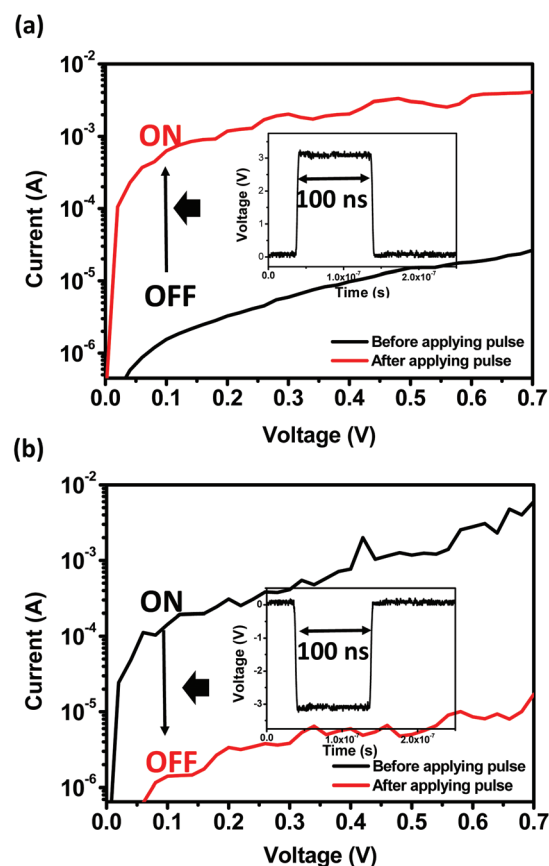 (a)
10-2
10-3
10-4
10-5
10-6
Current (A)
ON
OFF
Voltage (V)
3
2
1
0
100 ns
0.0
1.0x10-7
2.0x10-7
Time (s)
Before applying pulse
After applying pulse
0.0 0.1 0.2 0.3 0.4 0.5 0.6 0.7
Voltage (V)
(b)
10-2
10-3
10-4
10-5
10-6
Current (A)
ON
OFF
Voltage (V)
0
-1
-2
-3
100 ns
0.0
1.0x10-7
2.0x10-7
Time (s)
Before applying pulse
After applying pulse
0.0 0.1 0.2 0.3 0.4 0.5 0.6 0.7
Voltage (V)